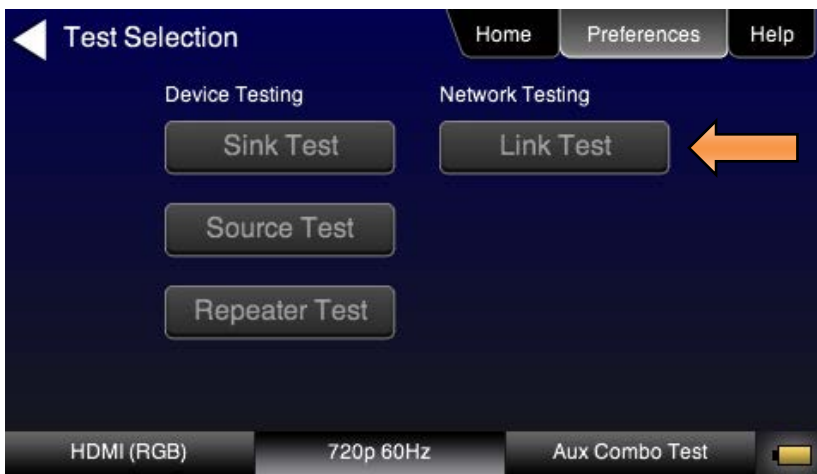 Test Selection
Home
Preferences
Help
Device Testing
Network Testing
Sink Test
Link Test
Source Test
Repeater Test
HDMI (RGB)
720p 60Hz
Aux Combo Test